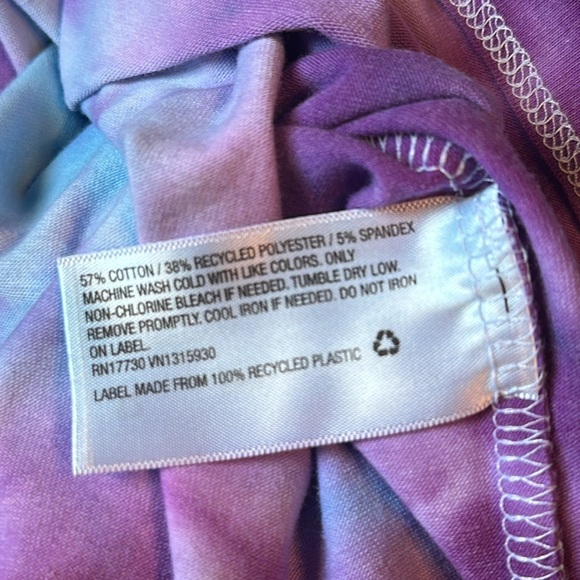 57% COTTON / 38% RECYCLED POLYESTER / 5% SPANDEX
MACHINE WASH COLD WITH LIKE COLORS. ONLY
NON-CHLORINE BLEACH IF NEEDED. TUMBLE DRY LOW.
REMOVE PROMPTLY. COOL IRON IF NEEDED. DO NOT IRON
ON LABEL.
RN17730 VN1315930
LABEL MADE FROM 100% RECYCLED PLASTIC